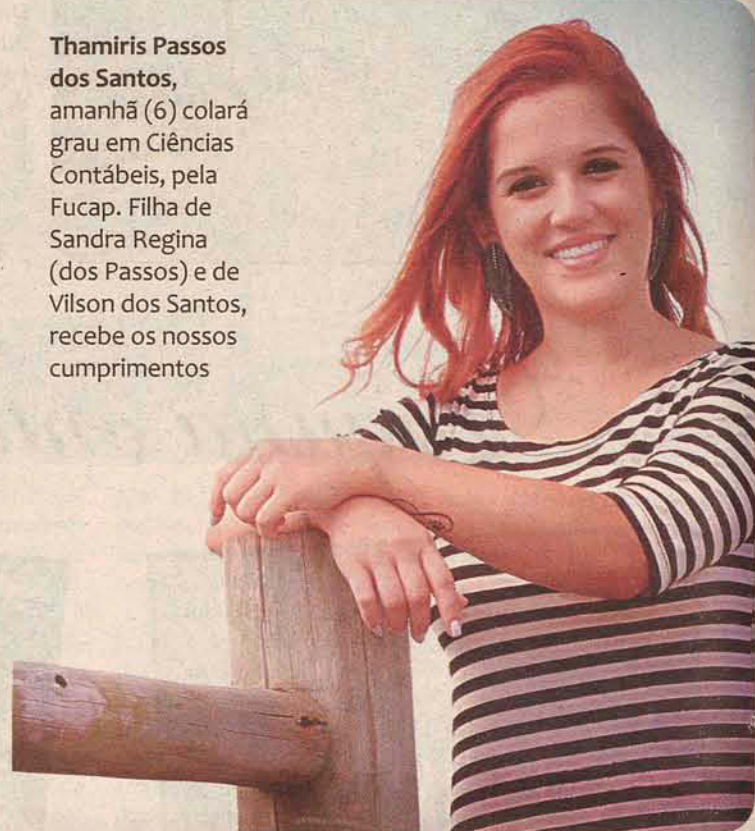 Thamiris Passos
dos Santos,
amanhã (6) colará
grau em Ciências
Contábeis, pela
Fucap. Filha de
Sandra Regina
(dos Passos) e de
Vilson dos Santos,
recebe os nossos
cumprimentos